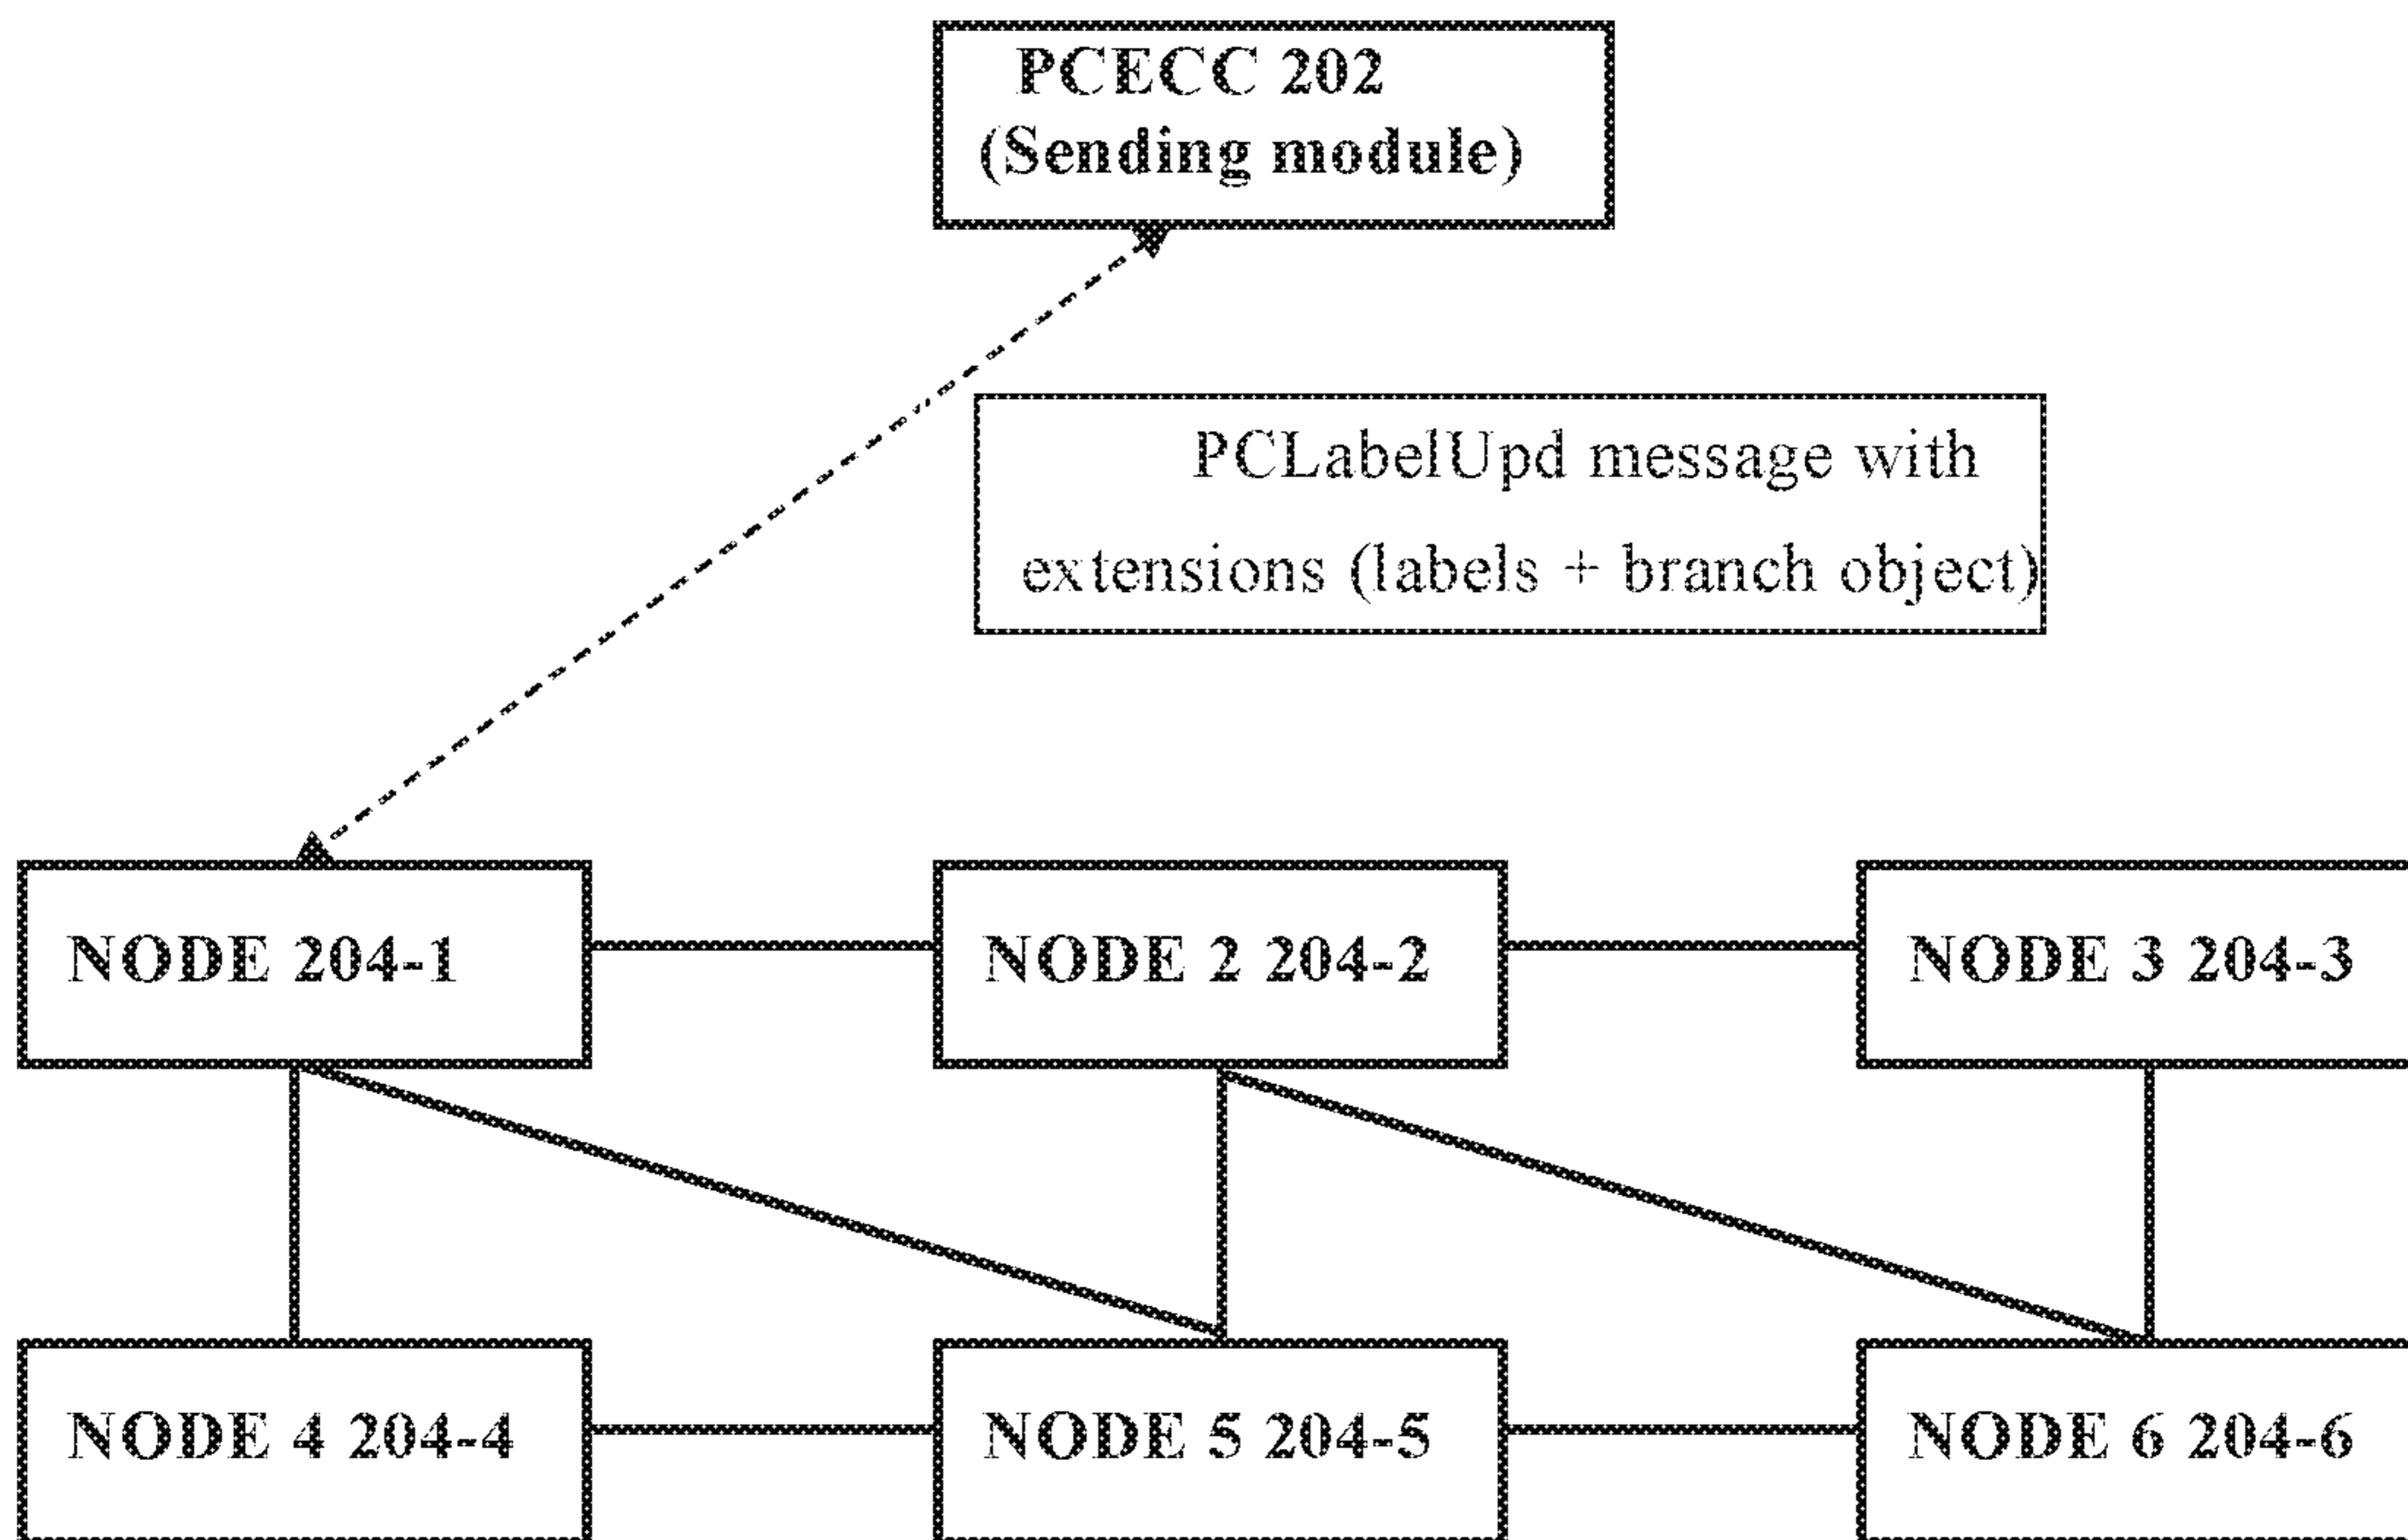 PCECC 202
(Sending module)
PCLabelUpd message with
extensions (labels + branch object)
NODE 204-1
NODE 2 204-2
NODE 3 204-3
NODE 4 204-4
NODE 5 204-5
NODE 6 204-6